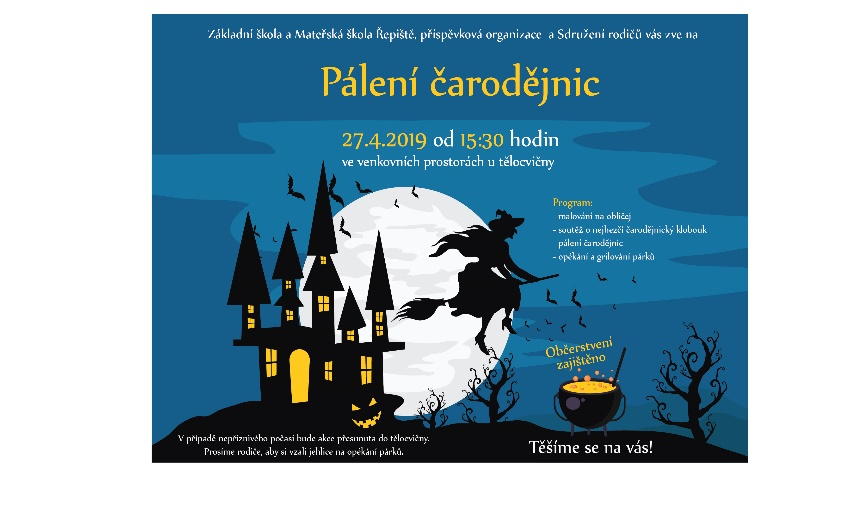 Základní škola a Mateřská škola Řepiště, příspěvková organizace a Sdružení rodičů vás zve na
Pálení čarodějnic
27.4.2019 od 15:30 hodin
ve venkovních prostorách u tělocvičny
Program:
- malování na obličej
- soutěž o nejhezčí čarodějnický klobouk
- pálení čarodějnic
- opékání a grilování párků
Občerstvení
zajištěno
V případě nepříznivého počasí bude akce přesunuta do tělocvičny.
Prosíme rodiče, aby si vzali jehlice na opékání párků.
Těšíme se na vás!